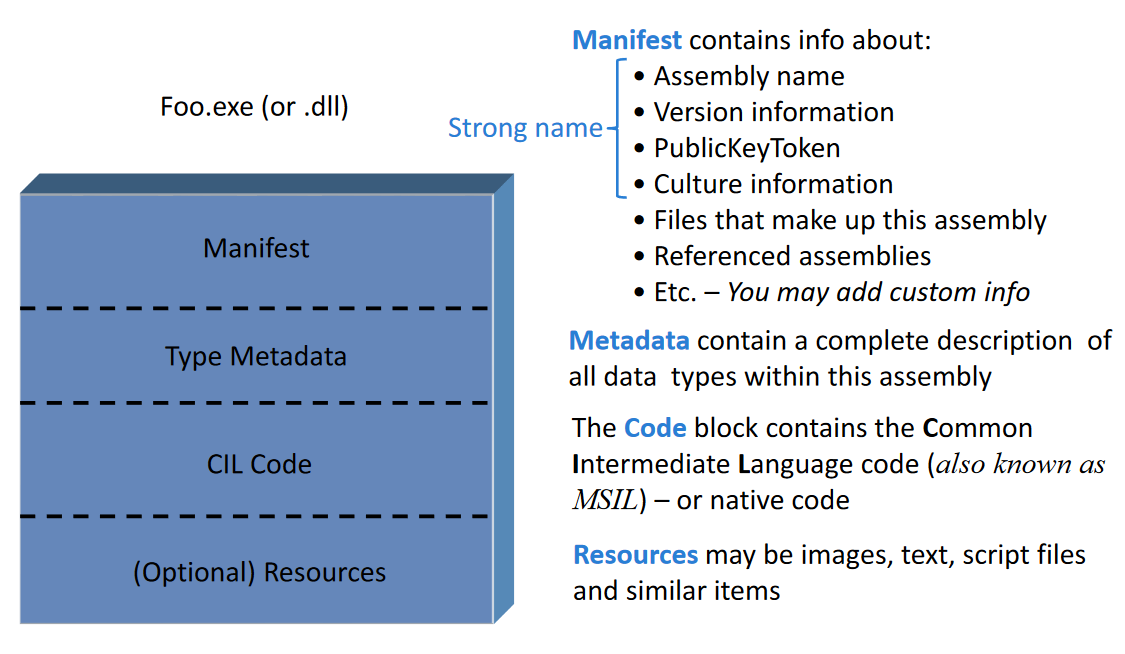 Foo.exe (or .dll)
Manifest
Type Metadata
CIL Code
(Optional) Resources
Manifest contains info about:
Strong name
• Assembly name
• Version information
• PublicKeyToken
• Culture information
• Files that make up this assembly
• Referenced assemblies
• Etc. – You may add custom info
Metadata contain a complete description of
all data types within this assembly
The Code block contains the Common
Intermediate Language code (also known as
MSIL) – or native code
Resources may be images, text, script files
and similar items